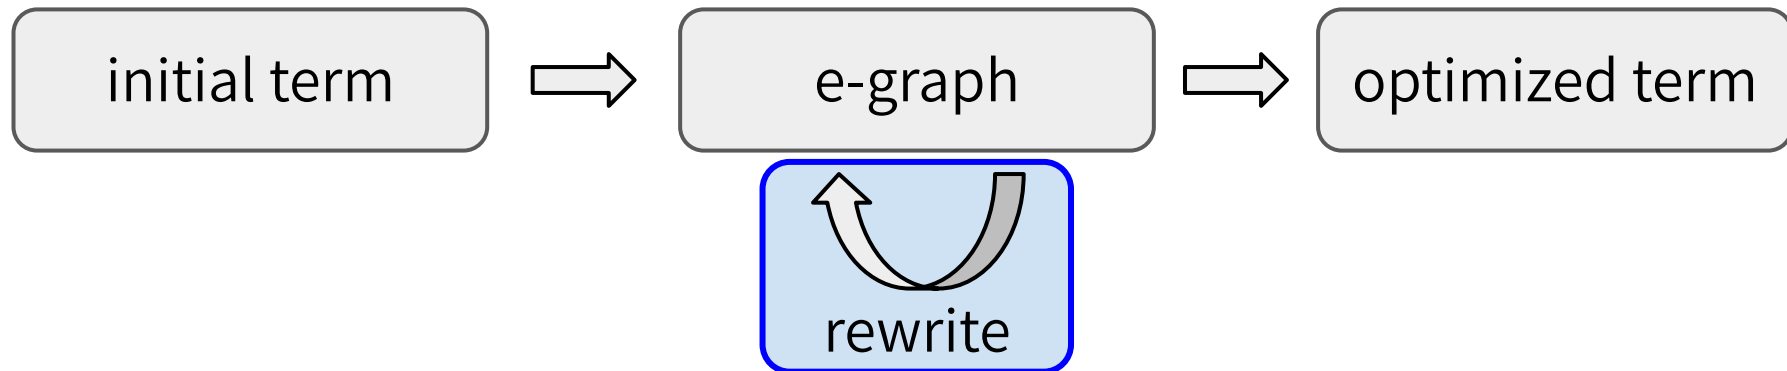 initial term
e-graph
optimized term
rewrite